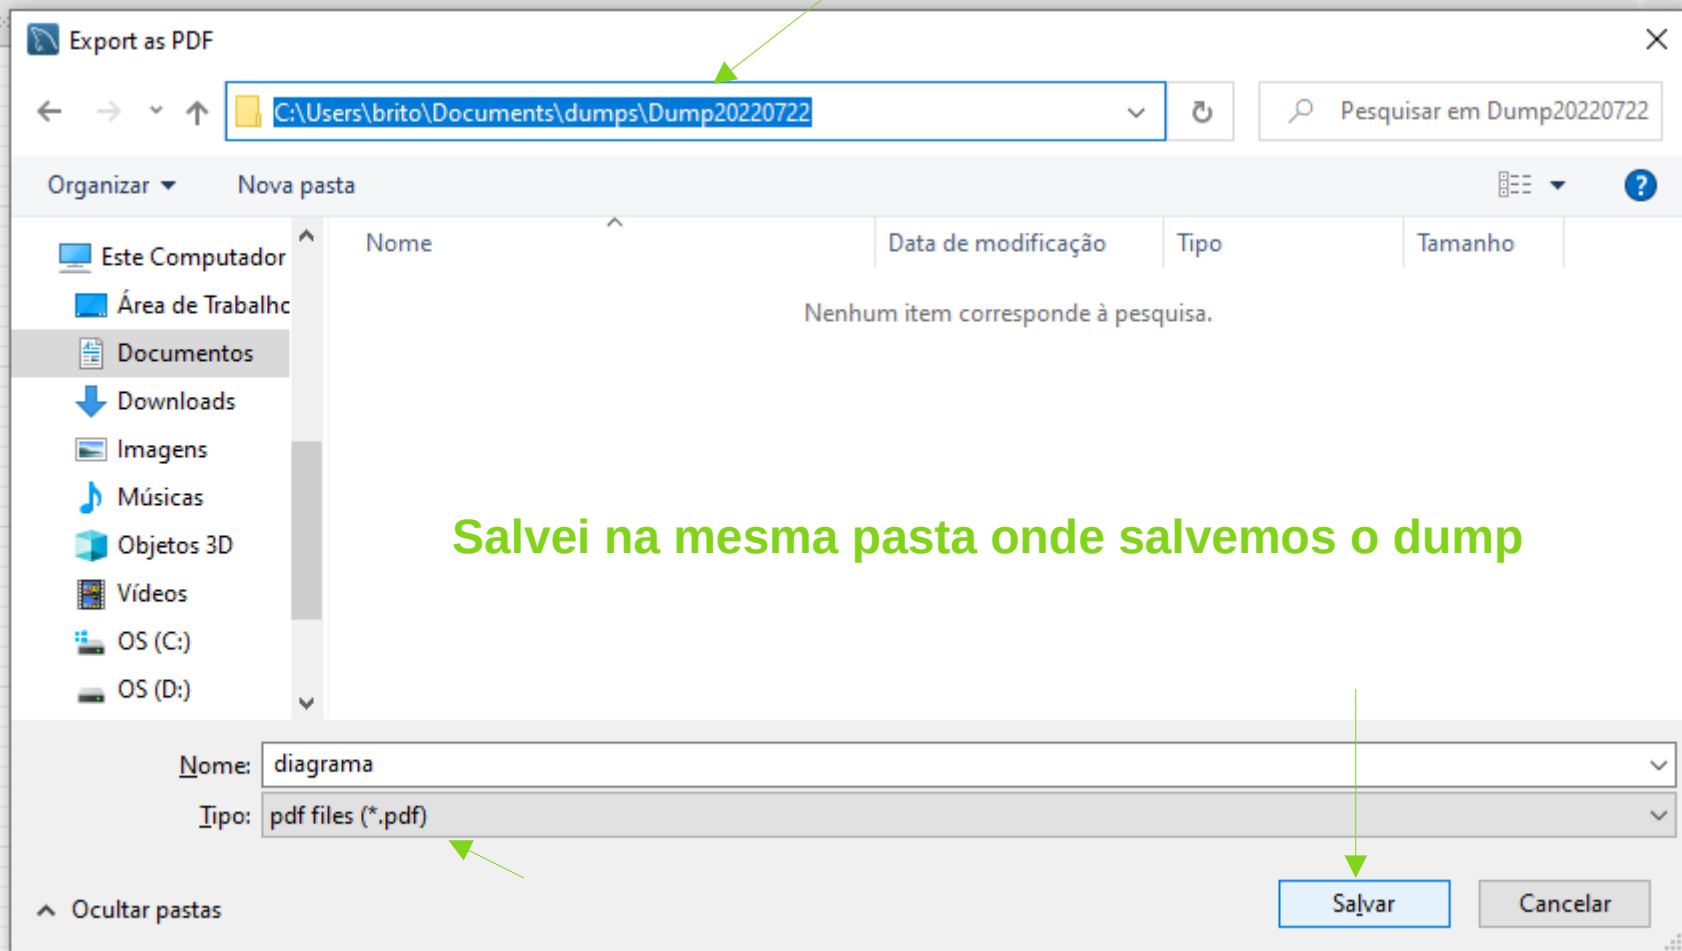 Export as PDF
C:\Users\brito\Documents\dumps\Dump20220722
Pesquisar em Dump20220722
Organizar
Nova pasta
?
Nome
Data de modificação
Tipo
Tamanho
Este Computador
Área de Trabalho
Documentos
Downloads
Imagens
Músicas
Objetos 3D
Vídeos
OS (C:)
OS (D:)
Nenhum item corresponde à pesquisa.
Salvei na mesma pasta onde salvemos o dump
Nome: diagrama
Tipo: pdf files (*.pdf)
Ocultar pastas
Salvar
Cancelar